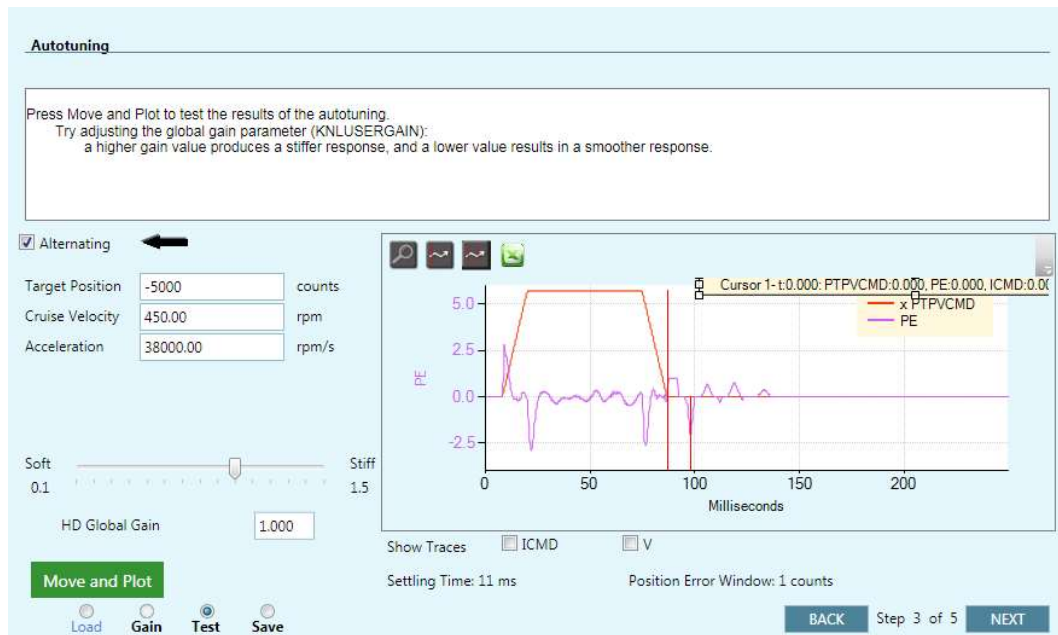 Autotuning
Press Move and Plot to test the results of the autotuning.
Try adjusting the global gain parameter (KNLUSERGAIN):
a higher gain value produces a stiffer response, and a lower value results in a smoother response.
Alternating
Target Position -5000 counts
Cruise Velocity 450.00 rpm
Acceleration 38000.00 rpm/s
Soft Stiff
0.1 1.5
HD Global Gain 1.000
Move and Plot
Load Gain Test Save
Cursor 1- t:0.000: PTPVCMD:0.000, PE:0.000, ICMD:0.00
x PTPVCMD
PE
PE
5.0
2.5
0.0
-2.5
0 50 100 150 200
Milliseconds
Show Traces ICMD V
Settling Time: 11 ms Position Error Window: 1 counts
BACK Step 3 of 5 NEXT